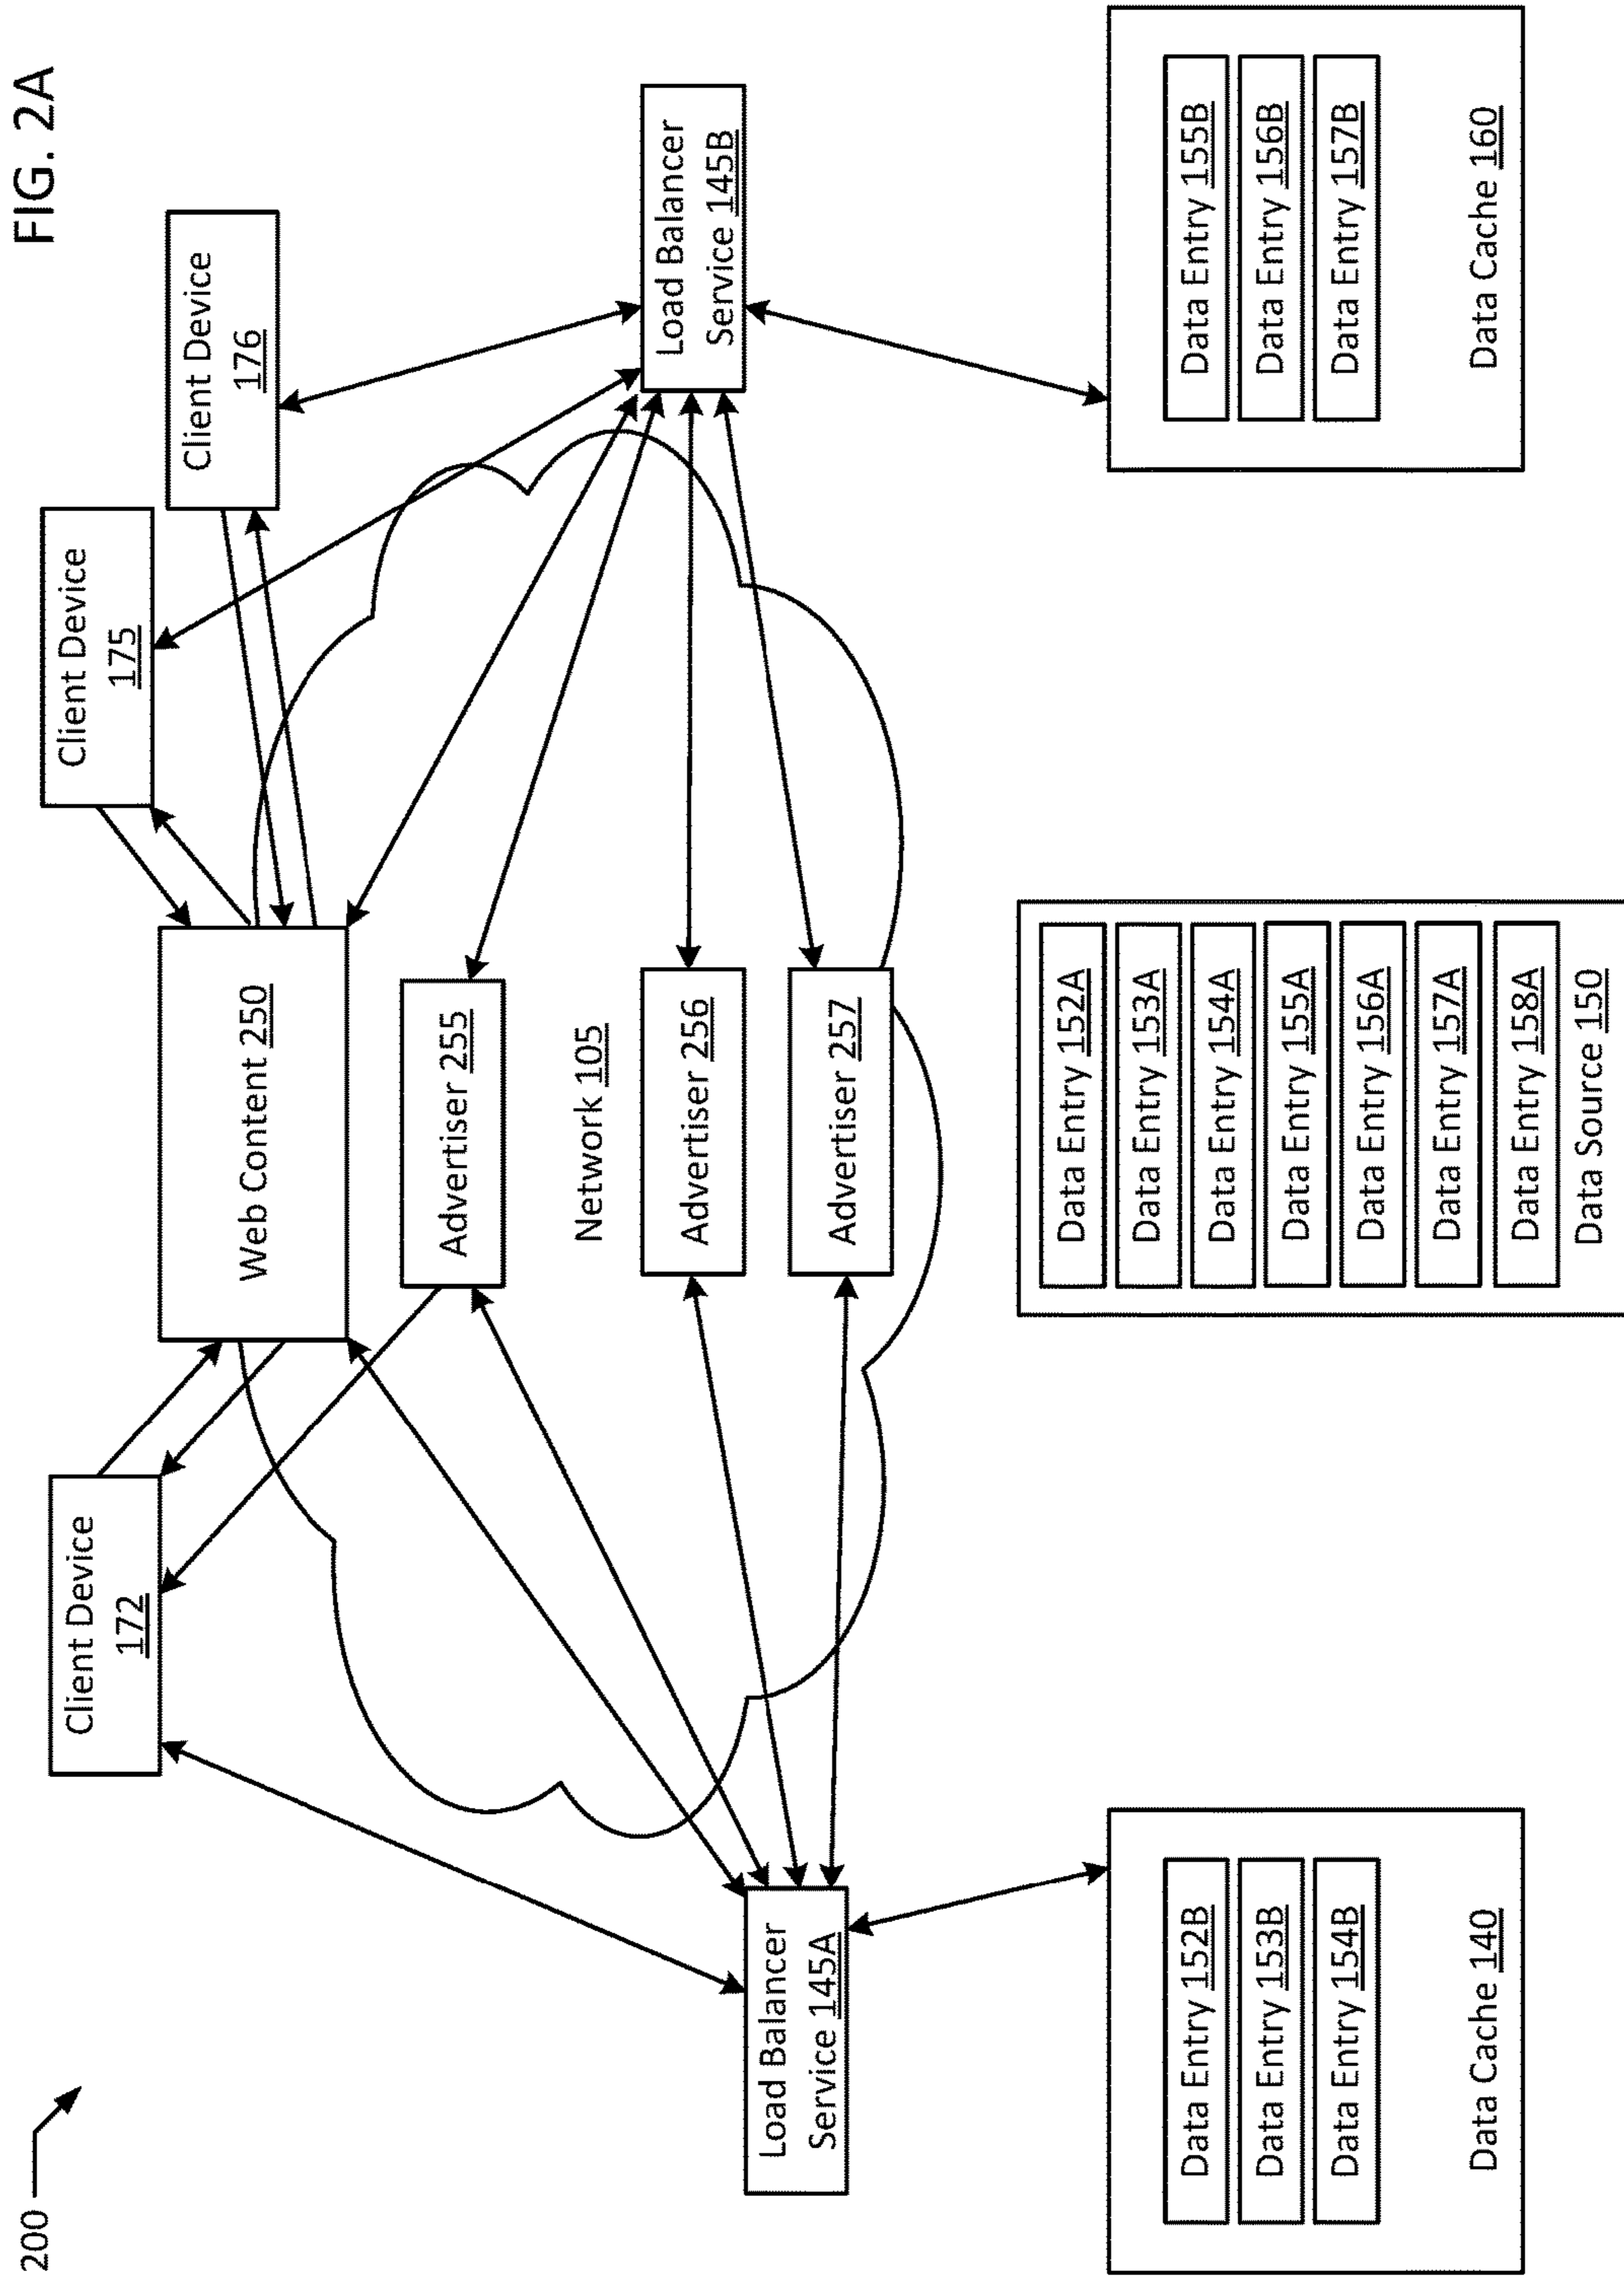 200
FIG. 2A
Client Device
172
Client Device
175
Client Device
176
Web Content 250
Advertiser 255
Network 105
Advertiser 256
Advertiser 257
Load Balancer
Service 145A
Load Balancer
Service 145B
Data Entry 152B
Data Entry 153B
Data Entry 154B
Data Cache 140
Data Entry 152A
Data Entry 153A
Data Entry 154A
Data Entry 155A
Data Entry 156A
Data Entry 157A
Data Entry 158A
Data Source 150
Data Entry 155B
Data Entry 156B
Data Entry 157B
Data Cache 160